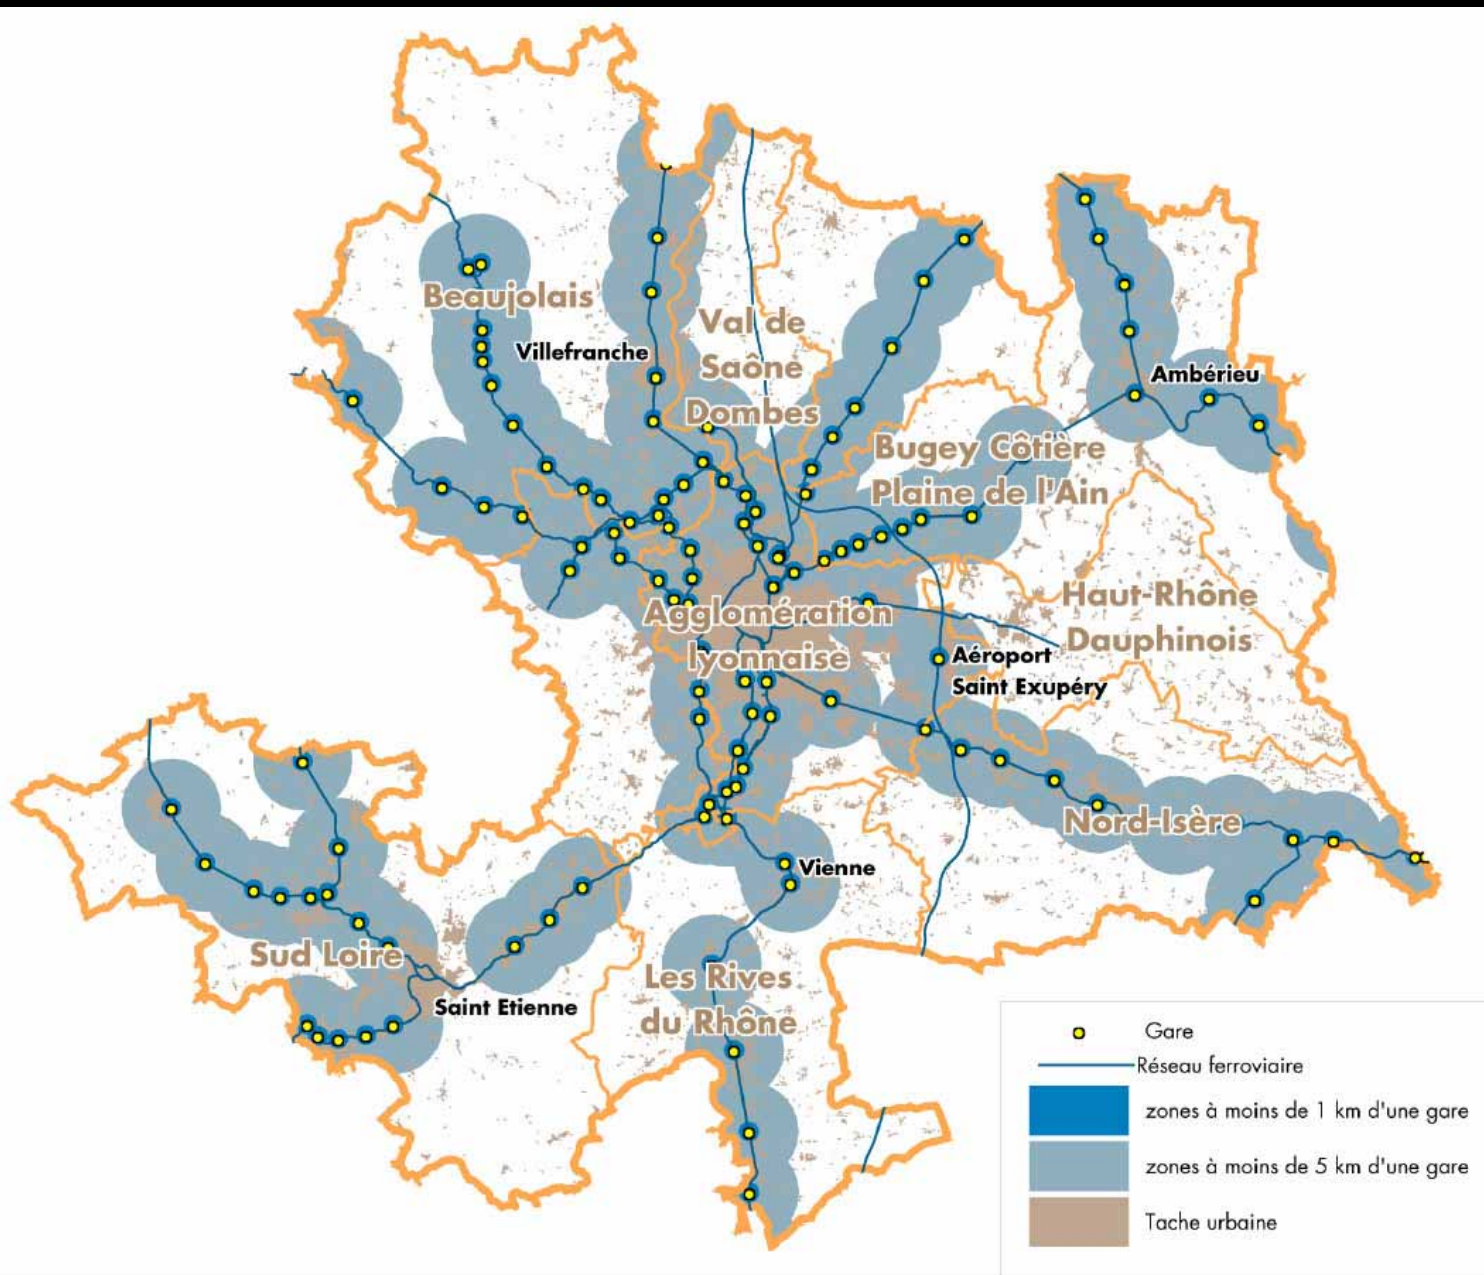 Beaujolais
Villefranche
Val de
Saône
Dombes
Ambérieu
Bugey Côtière
Plaine de l'Ain
Agglomération
lyonnaise
Haut-Rhône
Dauphinois
Aéroport
Saint Exupéry
Nord-Isère
Vienne
Sud Loire
Saint Etienne
Les Rives
du Rhône
Gare
Réseau ferroviaire
zones à moins de 1 km d'une gare
zones à moins de 5 km d'une gare
Tache urbaine